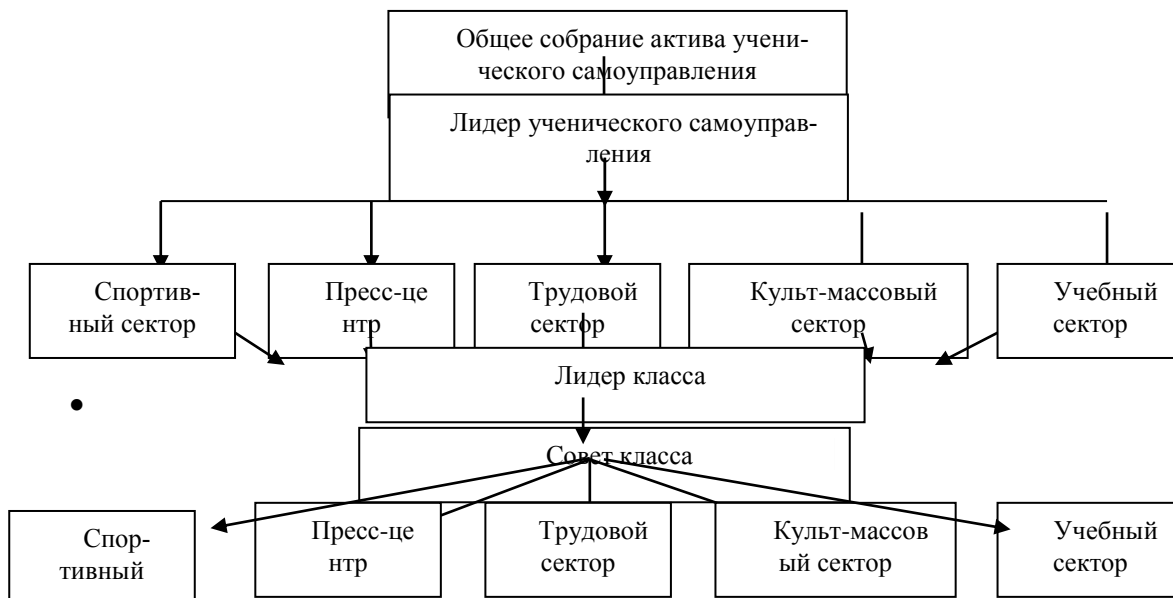 Общее собрание актива учени-
ческого самоуправления
Лидер ученического самоуправ-
ления
Спортив-
ный сектор
Пресс-це
нтр
Трудовой
сектор
Культ-массовый
сектор
Учебный
сектор
Лидер класса
Совет класса
Спор-
тивный
Пресс-це
нтр
Трудовой
сектор
Культ-массов
ый сектор
Учебный
сектор